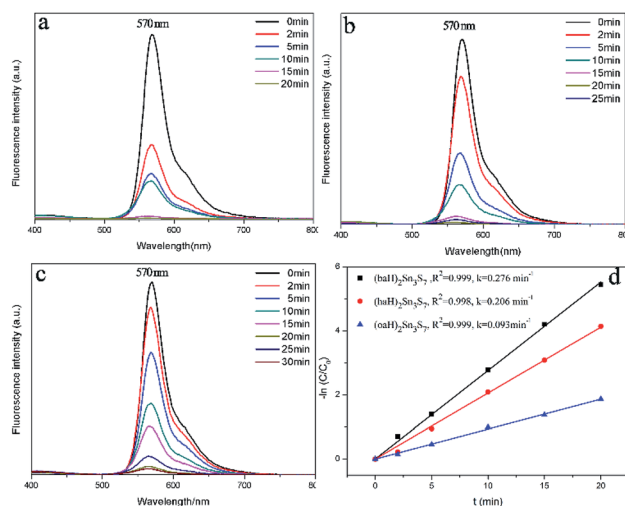 a
570 nm
0min
2min
5min
10min
15min
20min
Fluorescence intensity (a.u.)
400 500 600 700 800
Wavelength(nm)
b
570nm
0min
2min
5min
10min
15min
20min
25min
Fluorescence intensity (a.u.)
400 500 600 700 800
Wavelength(nm)
c
570nm
0min
2min
5min
10min
15min
20min
25min
30min
Fluorescence intensity (a.u.)
400 500 600 700 80
Wavelength/nm
d
(baH)2Sn3S7 ,R²=0.999, k=0.276 min⁻¹
(baH)2Sn3S7, R²=0.998, k=0.206 min⁻¹
(oaH)2Sn3S7, R²=0.999, k=0.093min⁻¹
-ln (C/C0)
6
4
2
0
0 5 10 15 20
t (min)